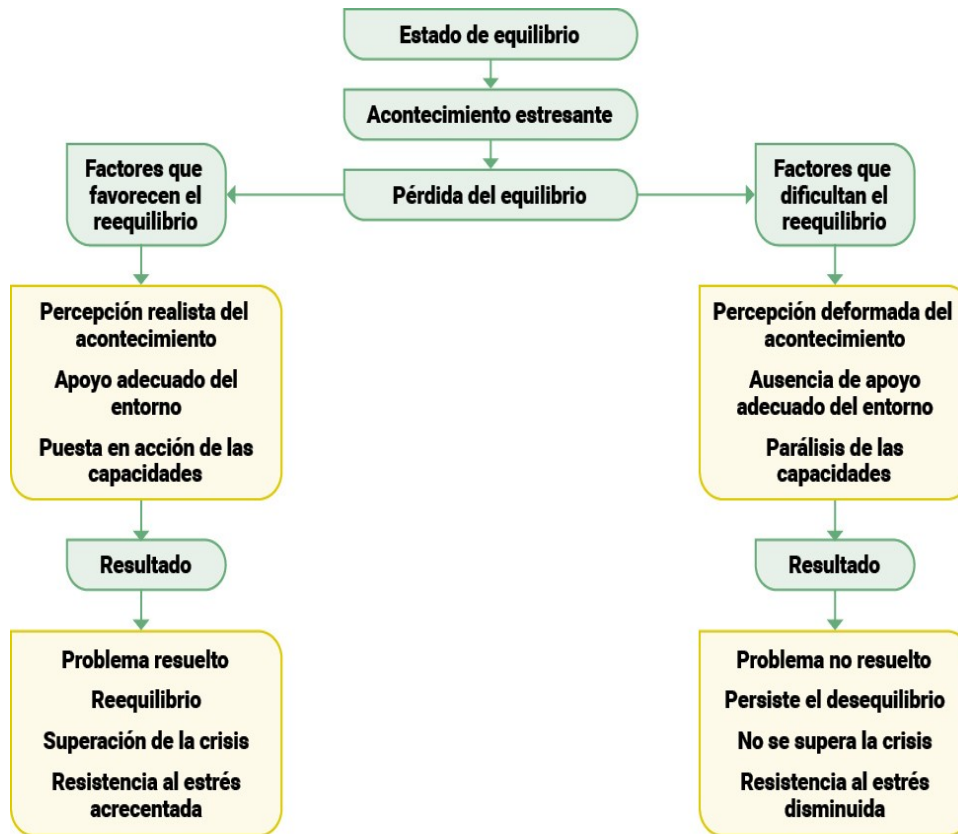 Estado de equilibrio
Acontecimiento estresante
Pérdida del equilibrio
Factores que
favorecen el
reequilibrio
Percepción realista del
acontecimiento
Apoyo adecuado del
entorno
Puesta en acción de las
capacidades
Resultado
Problema resuelto
Reequilibrio
Superación de la crisis
Resistencia al estrés
acrecentada
Factores que
dificultan el
reequilibrio
Percepción deformada del
acontecimiento
Ausencia de apoyo
adecuado del entorno
Parálisis de las
capacidades
Resultado
Problema no resuelto
Persiste el desequilibrio
No se supera la crisis
Resistencia al estrés
disminuida